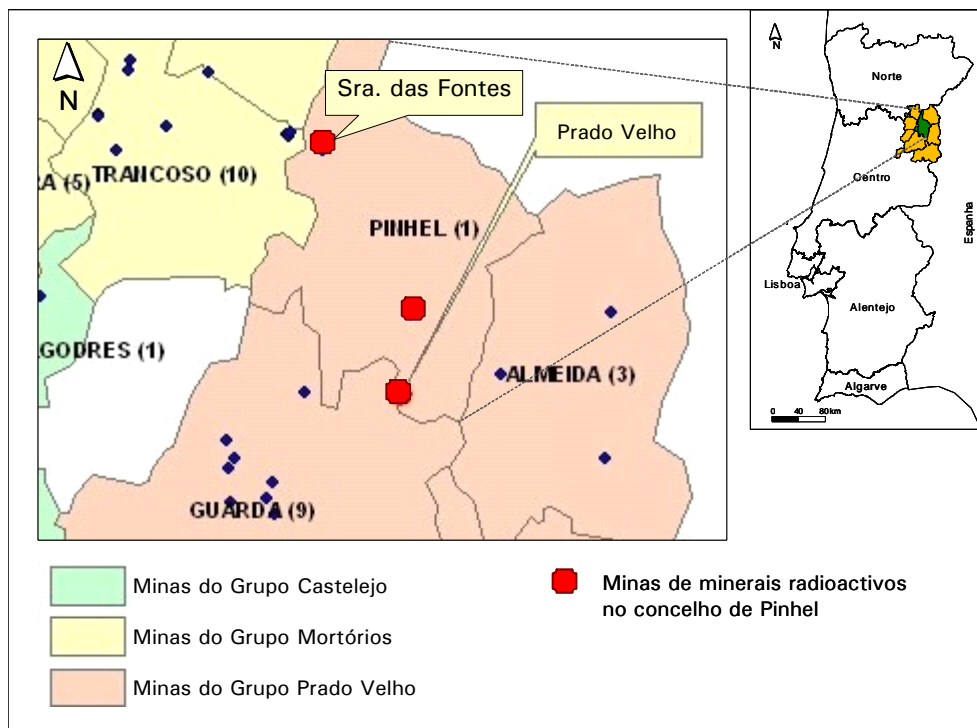 N
Sra. das Fontes
Prado Velho
RA (5)
TRANCOSO (10)
PINHEL (1)
GODRES (1)
ALMEIDA (3)
GUARDA (9)
Minas do Grupo Castelejo
Minas do Grupo Mortórios
Minas do Grupo Prado Velho
Minas de minerais radioactivos
no concelho de Pinhel
N
Norte
Centro
Espanha
Lisboa
Alentejo
Algarve
0 40 80km